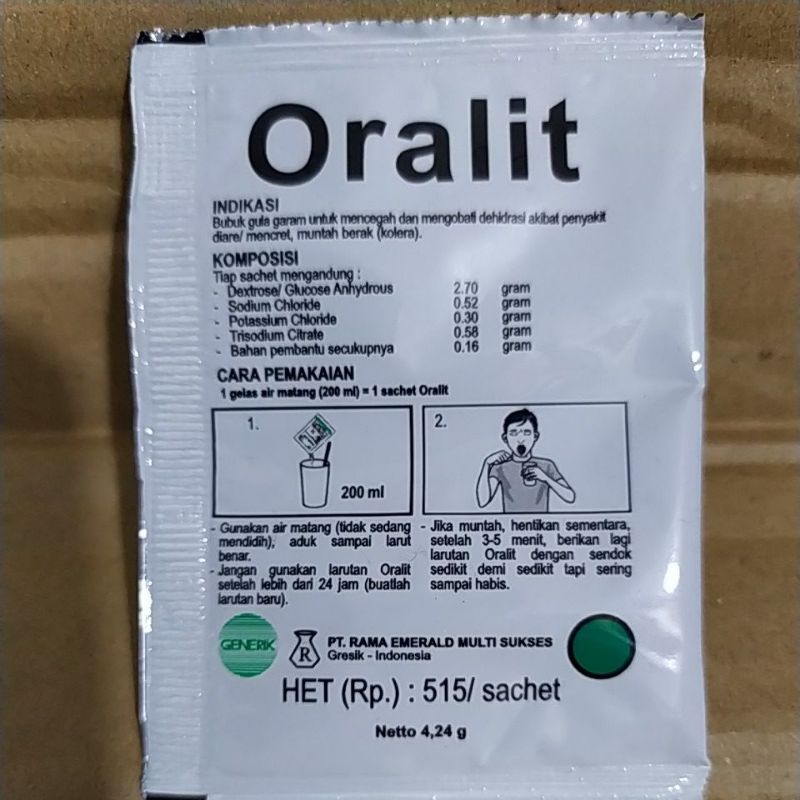 Oralit
INDIKASI
Bubuk gula garam untuk mencegah dan mengobati dehidrasi akibat penyakit
diare/ mencret, muntah berak (kolera).
KOMPOSISI
Tiap sachet mengandung :
- Dextrose/ Glucose Anhydrous 2.70 gram
- Sodium Chloride 0.52 gram
- Potassium Chloride 0.30 gram
- Trisodium Citrate 0.58 gram
- Bahan pembantu secukupnya 0.16 gram
CARA PEMAKAIAN
1 gelas air matang (200 ml) = 1 sachet Oralit
1.
200 ml
2.
- Gunakan air matang (tidak sedang
mendidih), aduk sampai larut
benar.
- Jangan gunakan larutan Oralit
setelah lebih dari 24 jam (buatlah
larutan baru).
- Jika muntah, hentikan sementara,
setelah 3-5 menit, berikan lagi
larutan Oralit dengan sendok
sedikit demi sedikit tapi sering
sampai habis.
GENERIK
R
PT. RAMA EMERALD MULTI SUKSES
Gresik - Indonesia
HET (Rp.) : 515/ sachet
Netto 4,24 g